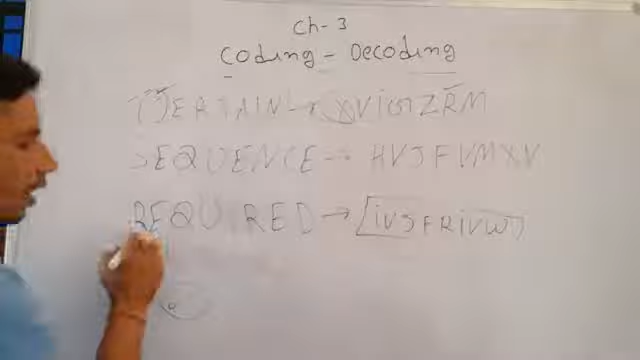 Ch-3
Coding - Decoding
CERTAIN → XVIGZRM
SEQUENCE → HVJFVMXV
REQUIRED → iVJFRiVW